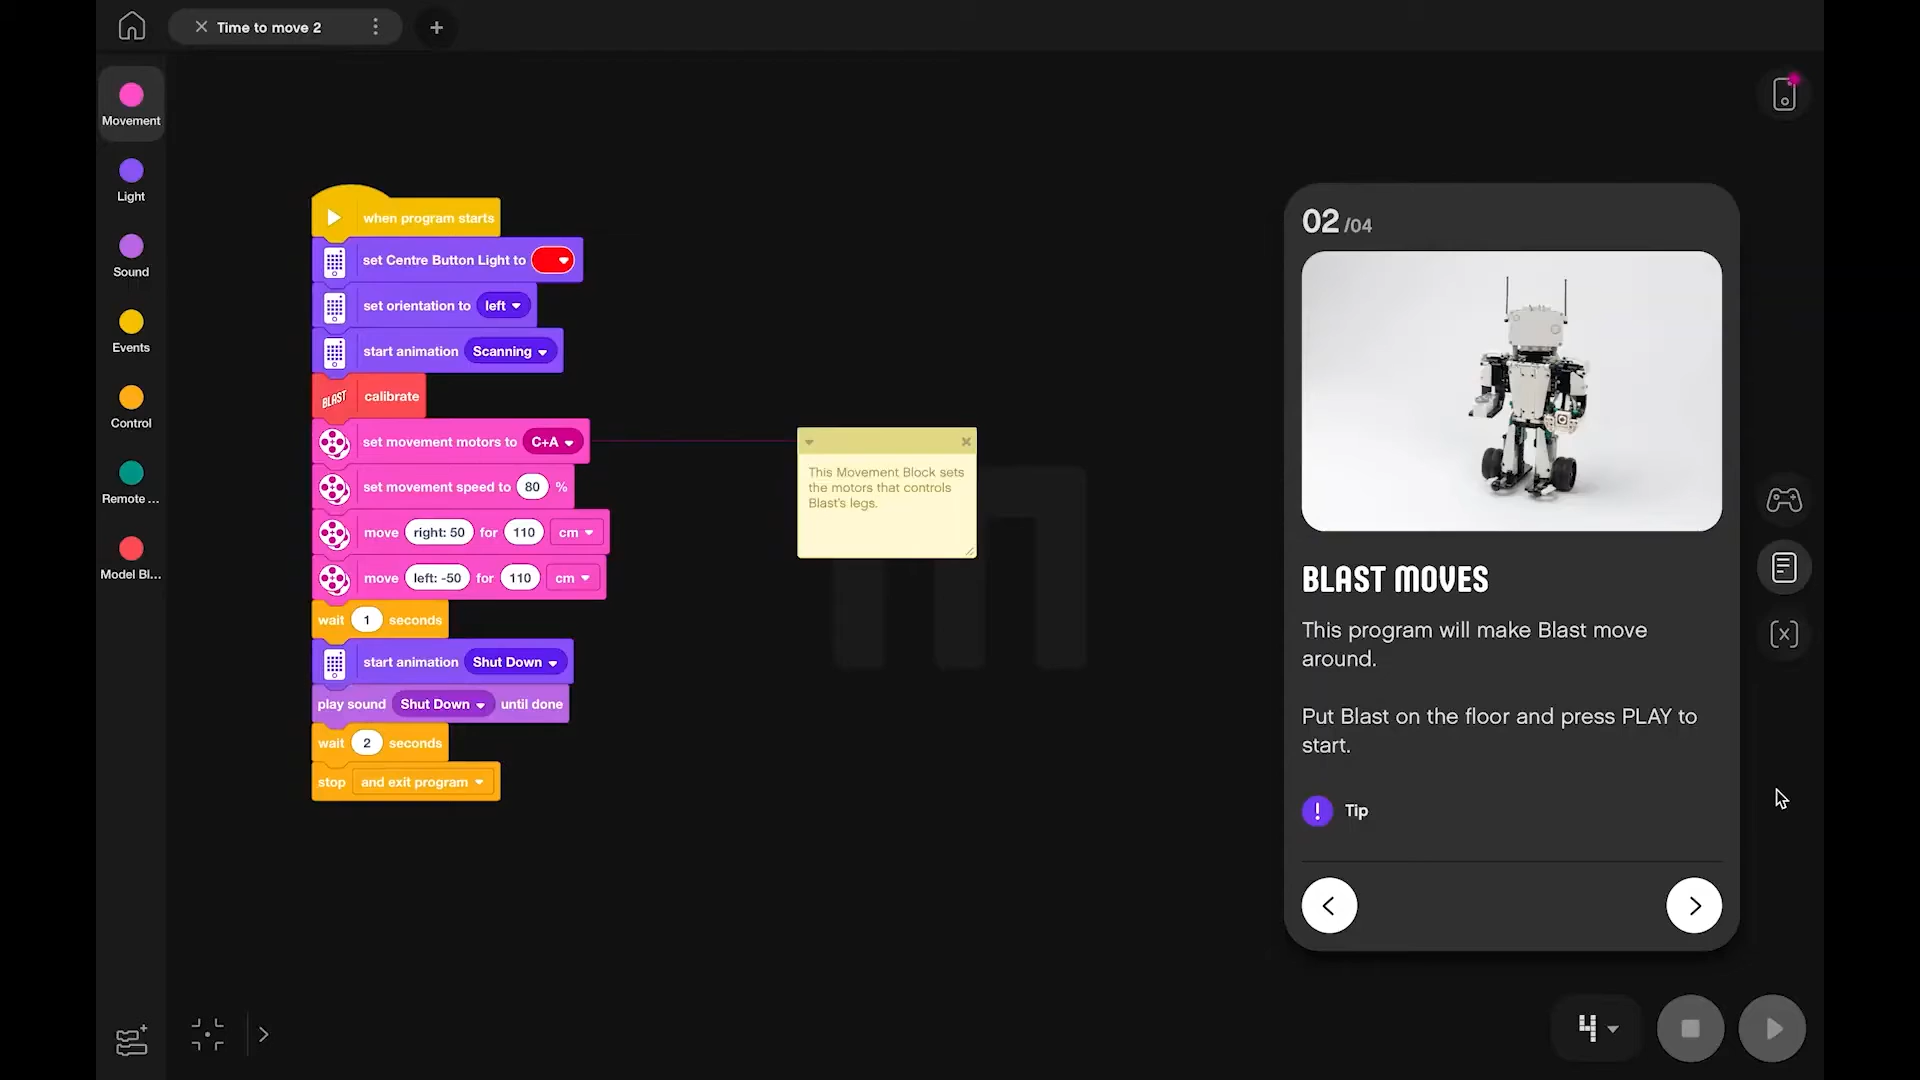 Time to move 2
Movement
Light
Sound
Events
Control
Remote ...
Model Bl...
when program starts
set Centre Button Light to
set orientation to left
start animation Scanning
BLAST calibrate
set movement motors to C+A
set movement speed to 80 %
move right: 50 for 110 cm
move left: -50 for 110 cm
wait 1 seconds
start animation Shut Down
play sound Shut Down until done
wait 2 seconds
stop and exit program
This Movement Block sets
the motors that controls
Blast's legs.
02 /04
BLAST MOVES
This program will make Blast move
around.
Put Blast on the floor and press PLAY to
start.
! Tip
4